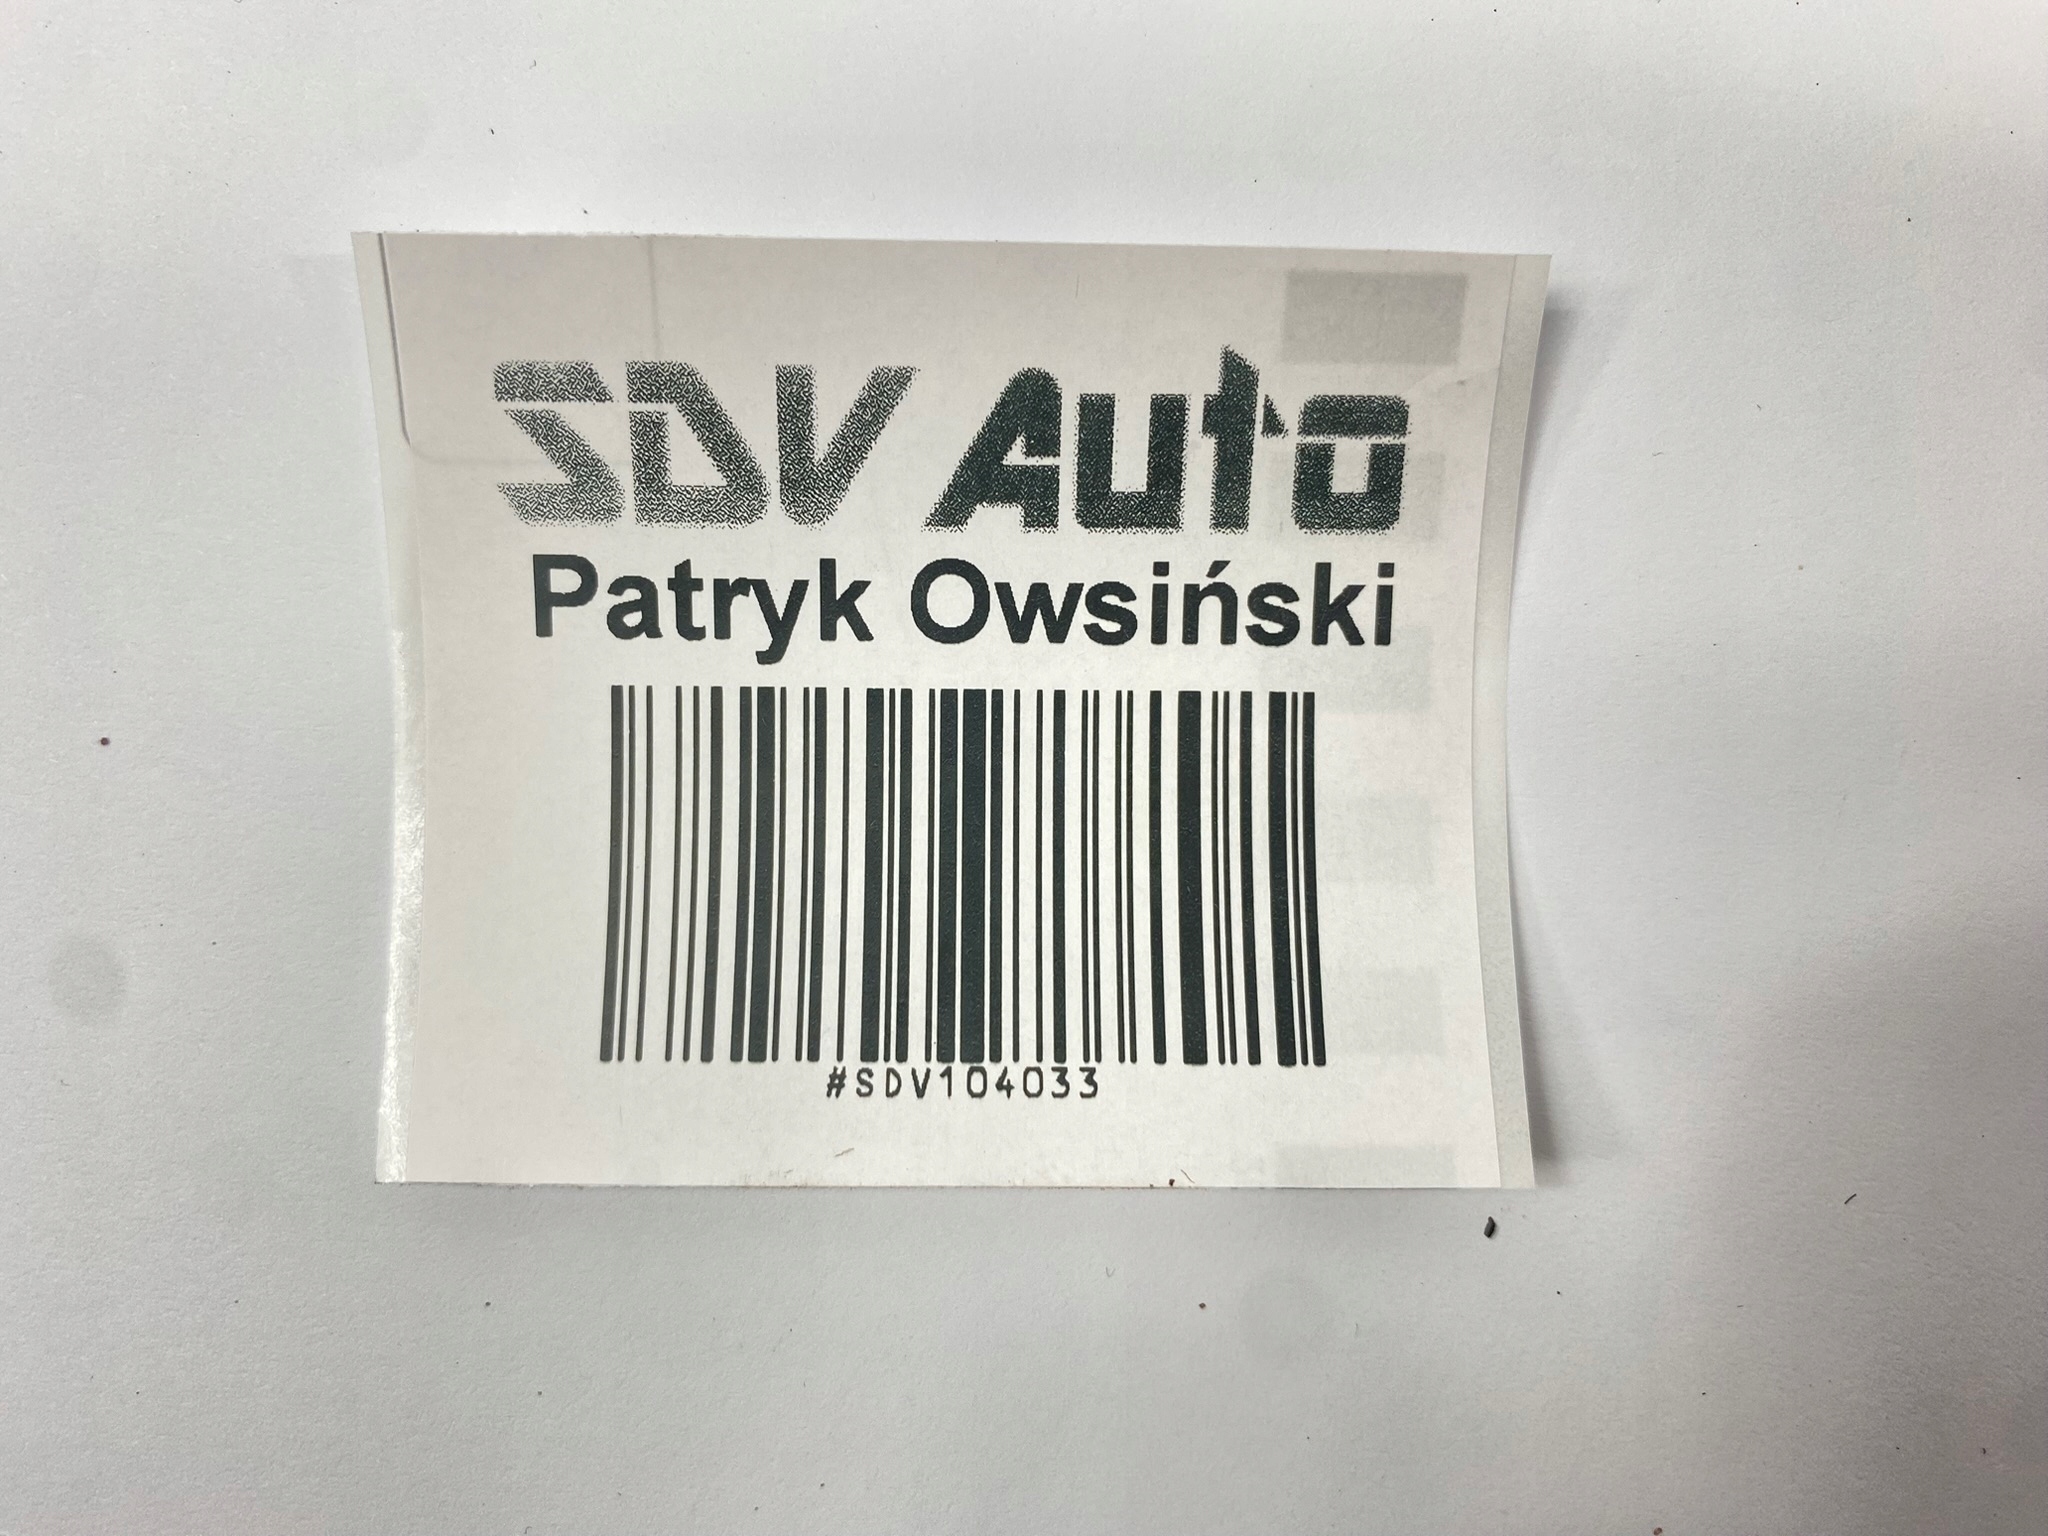 SDV Auto
Patryk Owsiński
#SDV104033